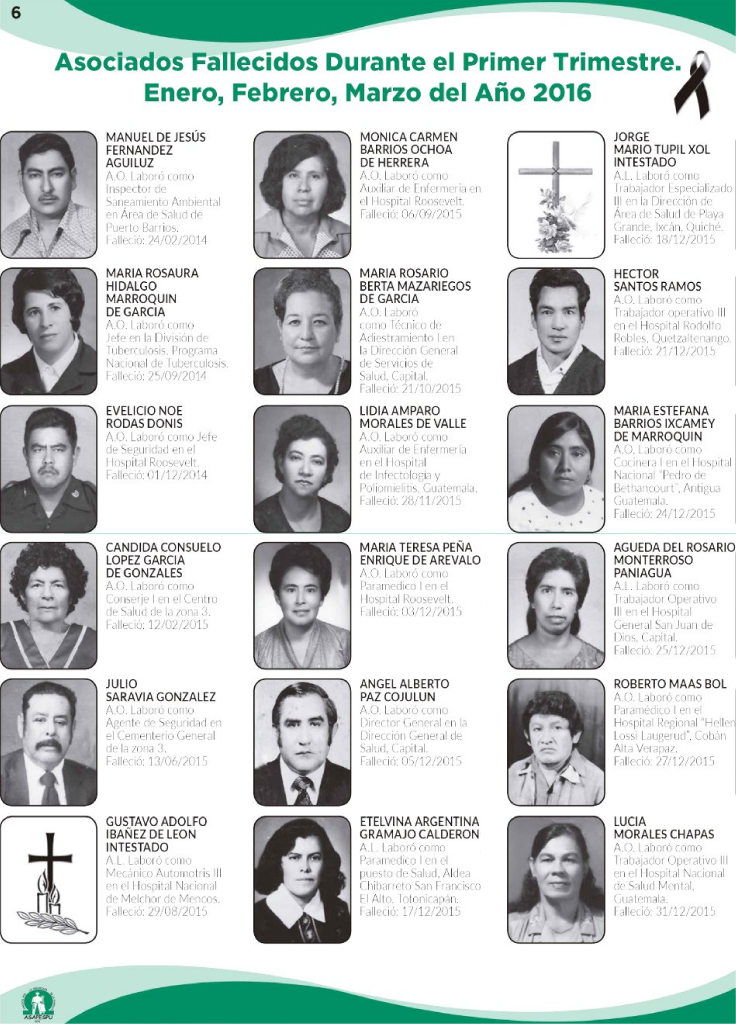 6
Asociados Fallecidos Durante el Primer Trimestre.
Enero, Febrero, Marzo del Año 2016
MANUEL DE JESÚS
FERNANDEZ
AGUILUZ
A.O. Laboró como
Inspector de
Saneamiento Ambiental
en Área de Salud de
Puerto Barrios.
Falleció: 24/02/2014
MARIA ROSAURA
HIDALGO
MARROQUIN
DE GARCIA
A.O. Laboró como
Jefe en la División de
Tuberculosis, Programa
Nacional de Tuberculosis.
Falleció: 25/09/2014
EVELICIO NOE
RODAS DONIS
A.O. Laboró como Jefe
de Seguridad en el
Hospital Roosevelt.
Falleció: 01/12/2014
CANDIDA CONSUELO
LOPEZ GARCIA
DE GONZALES
A.O. Laboró como
Conserje I en el Centro
de Salud de la zona 3.
Falleció: 12/02/2015
JULIO
SARAVIA GONZALEZ
A.O. Laboró como
Agente de Seguridad en
el Cementerio General
de la zona 3.
Falleció: 13/06/2015
GUSTAVO ADOLFO
IBAÑEZ DE LEON
INTESTADO
A.L. Laboró como
Mecánico Automotris III
en el Hospital Nacional
de Melchor de Mencos.
Falleció: 29/08/2015
MONICA CARMEN
BARRIOS OCHOA
DE HERRERA
A.O. Laboró como
Auxiliar de Enfermería en
el Hospital Roosevelt.
Falleció: 06/09/2015
MARIA ROSARIO
BERTA MAZARIEGOS
DE GARCIA
A.O. Laboró
como Técnico de
Adiestramiento I en
la Dirección General
de Servicios de
Salud, Capital.
Falleció: 21/10/2015
LIDIA AMPARO
MORALES DE VALLE
A.O. Laboró como
Auxiliar de Enfermería
en el Hospital
de Infectología y
Poliomielitis, Guatemala.
Falleció: 28/11/2015
MARIA TERESA PEÑA
ENRIQUE DE AREVALO
A.O. Laboró como
Paramedico I en el
Hospital Roosevelt.
Falleció: 03/12/2015
ANGEL ALBERTO
PAZ COJULUN
A.O. Laboró como
Director General en la
Dirección General de
Salud, Capital.
Falleció: 05/12/2015
ETELVINA ARGENTINA
GRAMAJO CALDERON
A.L. Laboró como
Paramedico I en el
puesto de Salud, Aldea
Chibarreto San Francisco
El Alto, Totonicapán.
Falleció: 17/12/2015
JORGE
MARIO TUPIL XOL
INTESTADO
A.L. Laboró como
Trabajador Especializado
III en la Dirección de
Área de Salud de Playa
Grande, Ixcán, Quiché.
Falleció: 18/12/2015
HECTOR
SANTOS RAMOS
A.O. Laboró como
Trabajador operativo III
en el Hospital Rodolfo
Robles, Quetzaltenango.
Falleció: 21/12/2015
MARIA ESTEFANA
BARRIOS IXCAMEY
DE MARROQUIN
A.O. Laboró como
Cocinera I en el Hospital
Nacional "Pedro de
Bethancourt", Antigua
Guatemala.
Falleció: 24/12/2015
AGUEDA DEL ROSARIO
MONTERROSO
PANIAGUA
A.L. Laboró como
Trabajador Operativo
III en el Hospital
General San Juan de
Dios, Capital.
Falleció: 25/12/2015
ROBERTO MAAS BOL
A.O. Laboró como
Paramédico I en el
Hospital Regional "Hellen
Lossi Laugerud", Cobán
Alta Verapaz.
Falleció: 27/12/2015
LUCIA
MORALES CHAPAS
A.O. Laboró como
Trabajador Operativo III
en el Hospital Nacional
de Salud Mental,
Guatemala.
Falleció: 31/12/2015